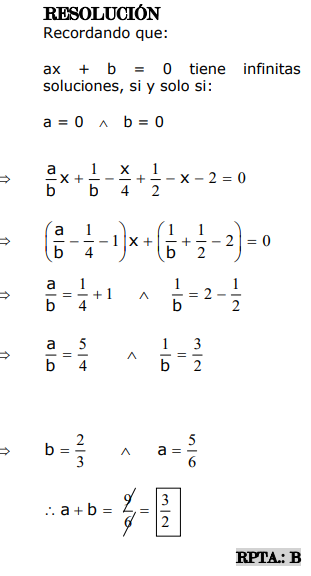 RESOLUCIÓN
Recordando que:
ax + b = 0 tiene infinitas
soluciones, si y solo si:
a = 0 ∧ b = 0
⇒ a/b x + 1/b − x/4 + 1/2 − x − 2 = 0
⇒ (a/b − 1/4 − 1)x + (1/b + 1/2 − 2) = 0
⇒ a/b = 1/4 + 1 ∧ 1/b = 2 − 1/2
⇒ a/b = 5/4 ∧ 1/b = 3/2
⇒ b = 2/3 ∧ a = 5/6
∴ a + b = 9/6 = 3/2
RPTA.: B